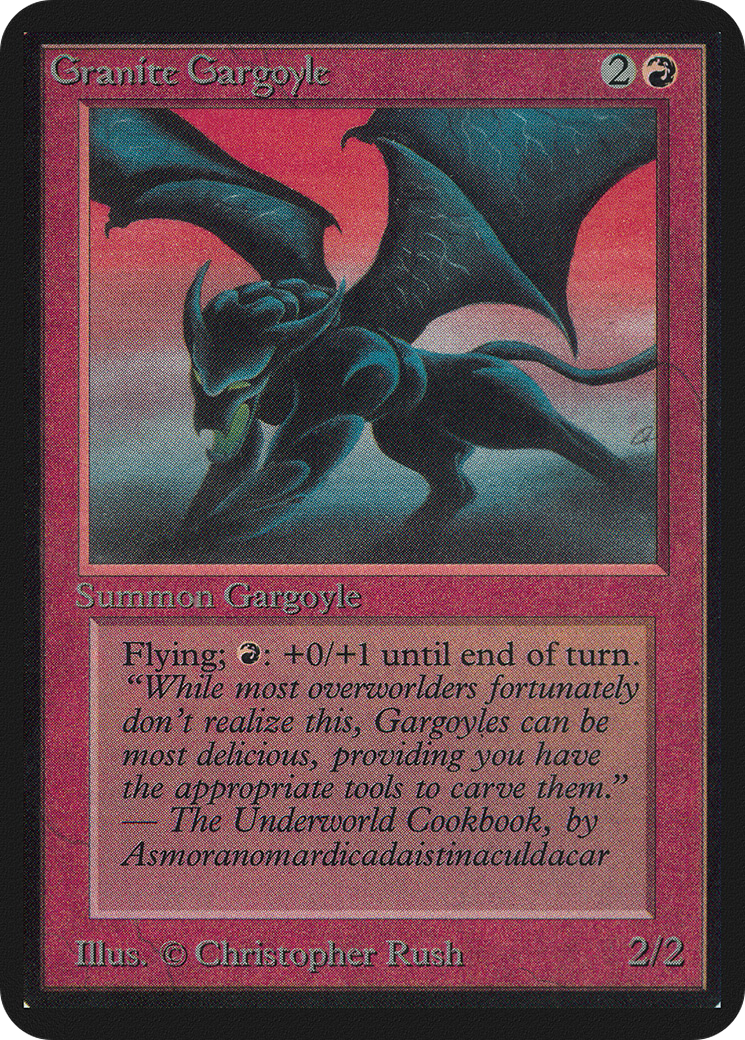 Granite Gargoyle 2
Summon Gargoyle
Flying; : +0/+1 until end of turn.
“While most overworlders fortunately
don’t realize this, Gargoyles can be
most delicious, providing you have
the appropriate tools to carve them.”
— The Underworld Cookbook, by
Asmoranomardicadaistinaculdacar
Illus. © Christopher Rush 2/2